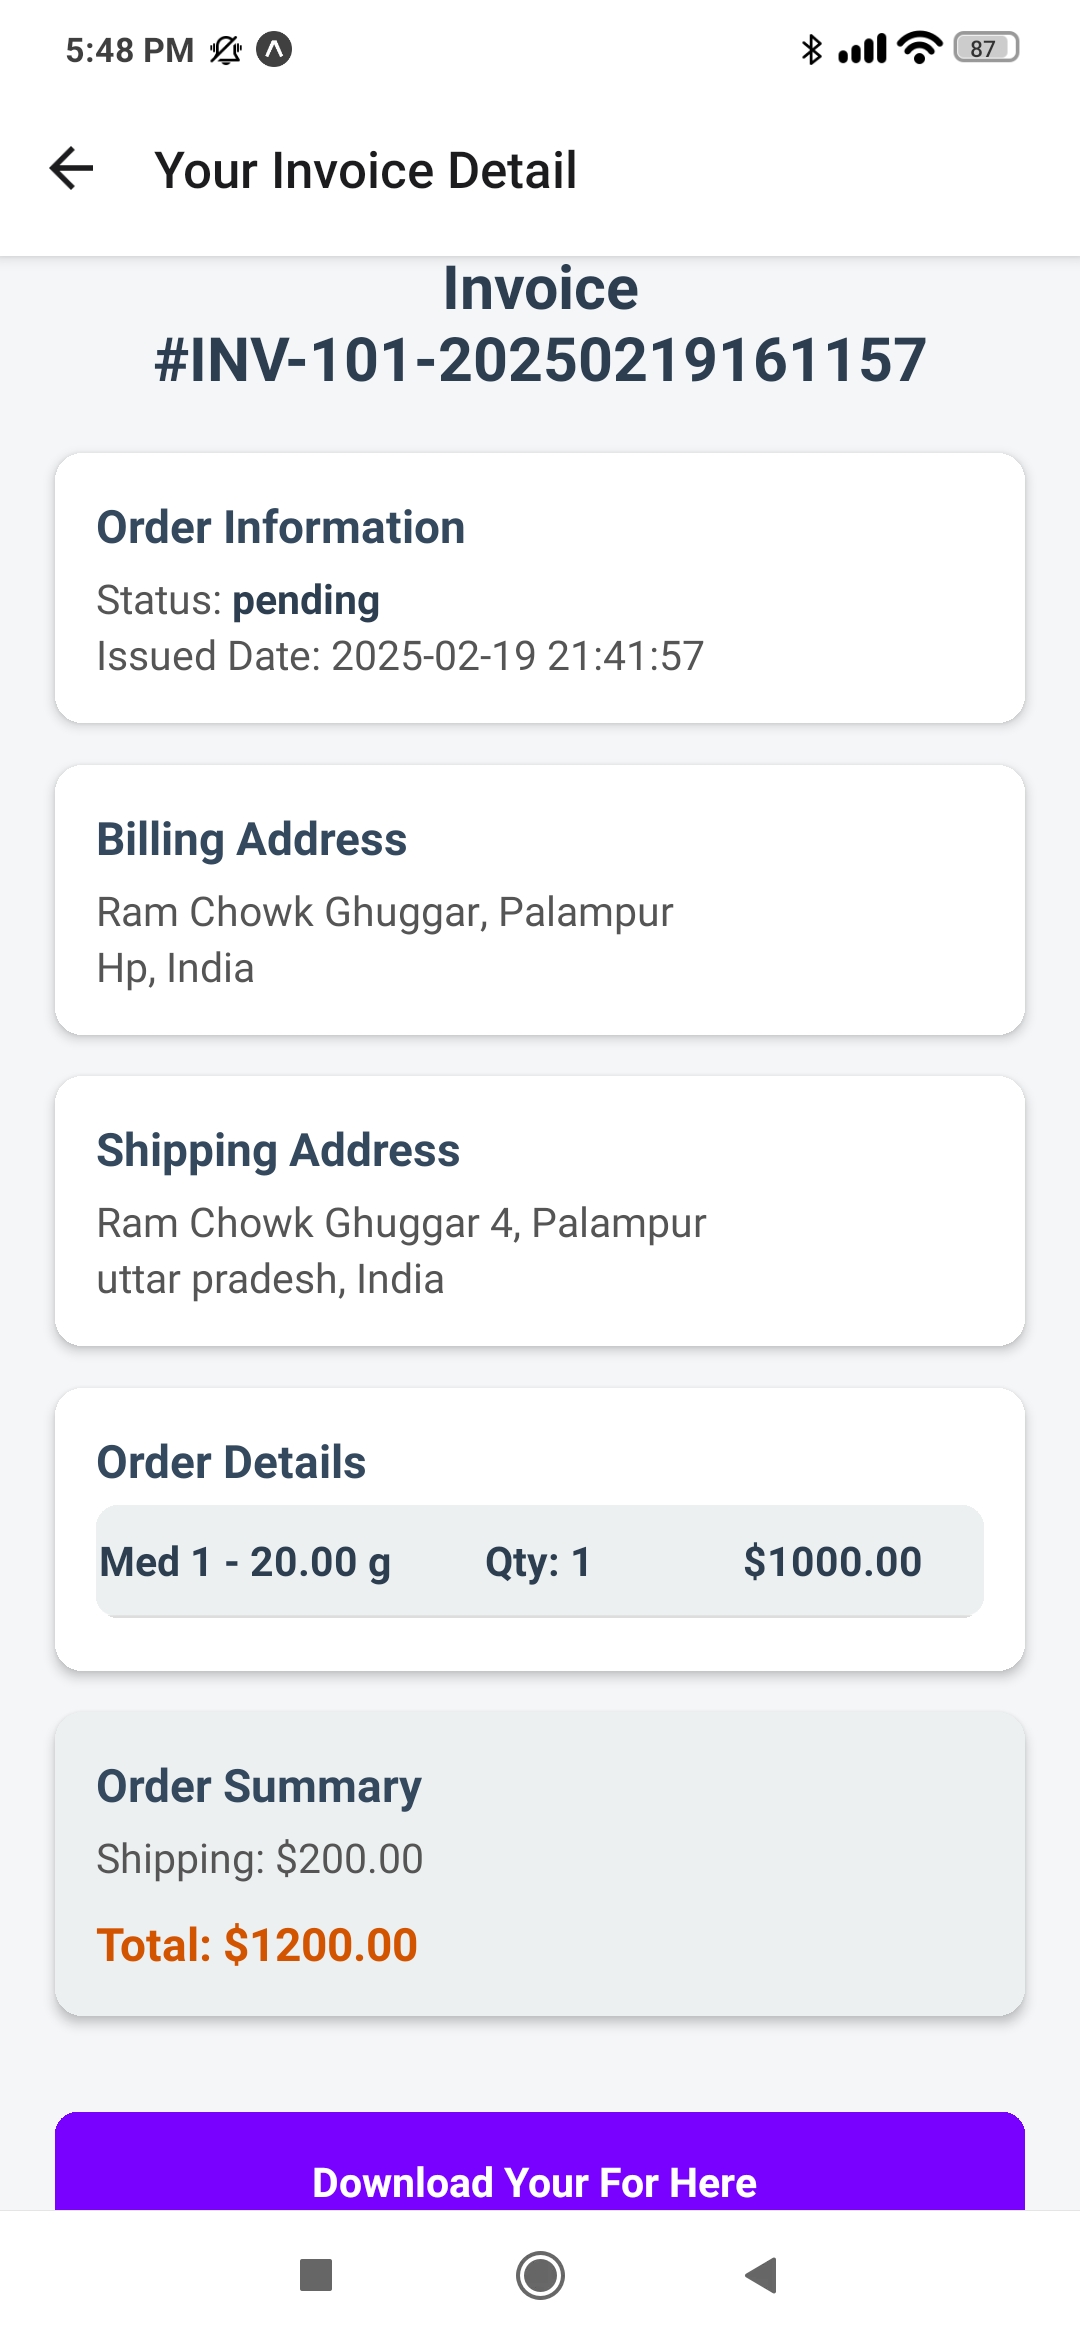 5:48 PM
87
Your Invoice Detail
Invoice
#INV-101-20250219161157
Order Information
Status: pending
Issued Date: 2025-02-19 21:41:57
Billing Address
Ram Chowk Ghuggar, Palampur
Hp, India
Shipping Address
Ram Chowk Ghuggar 4, Palampur
uttar pradesh, India
Order Details
Med 1 - 20.00 g Qty: 1 $1000.00
Order Summary
Shipping: $200.00
Total: $1200.00
Download Your For Here